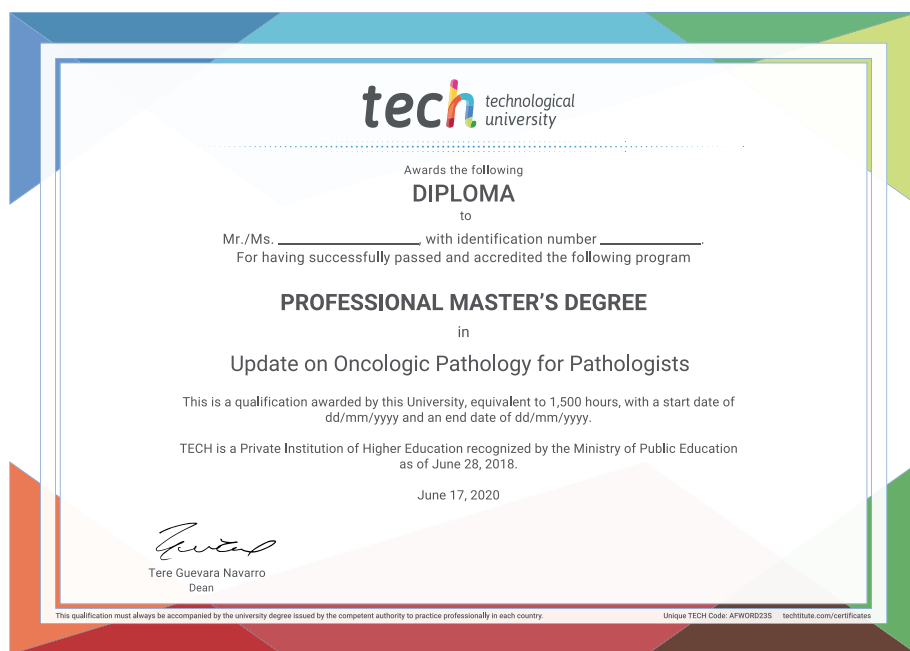 tech technological
university
Awards the following
DIPLOMA
to
Mr./Ms. ____________________, with identification number ______________.
For having successfully passed and accredited the following program
PROFESSIONAL MASTER'S DEGREE
in
Update on Oncologic Pathology for Pathologists
This is a qualification awarded by this University, equivalent to 1,500 hours, with a start date of
dd/mm/yyyy and an end date of dd/mm/yyyy.
TECH is a Private Institution of Higher Education recognized by the Ministry of Public Education
as of June 28, 2018.
June 17, 2020
Tere Guevara Navarro
Dean
This qualification must always be accompanied by the university degree issued by the competent authority to practice professionally in each country. Unique TECH Code: AFWORD23S techtitute.com/certificates